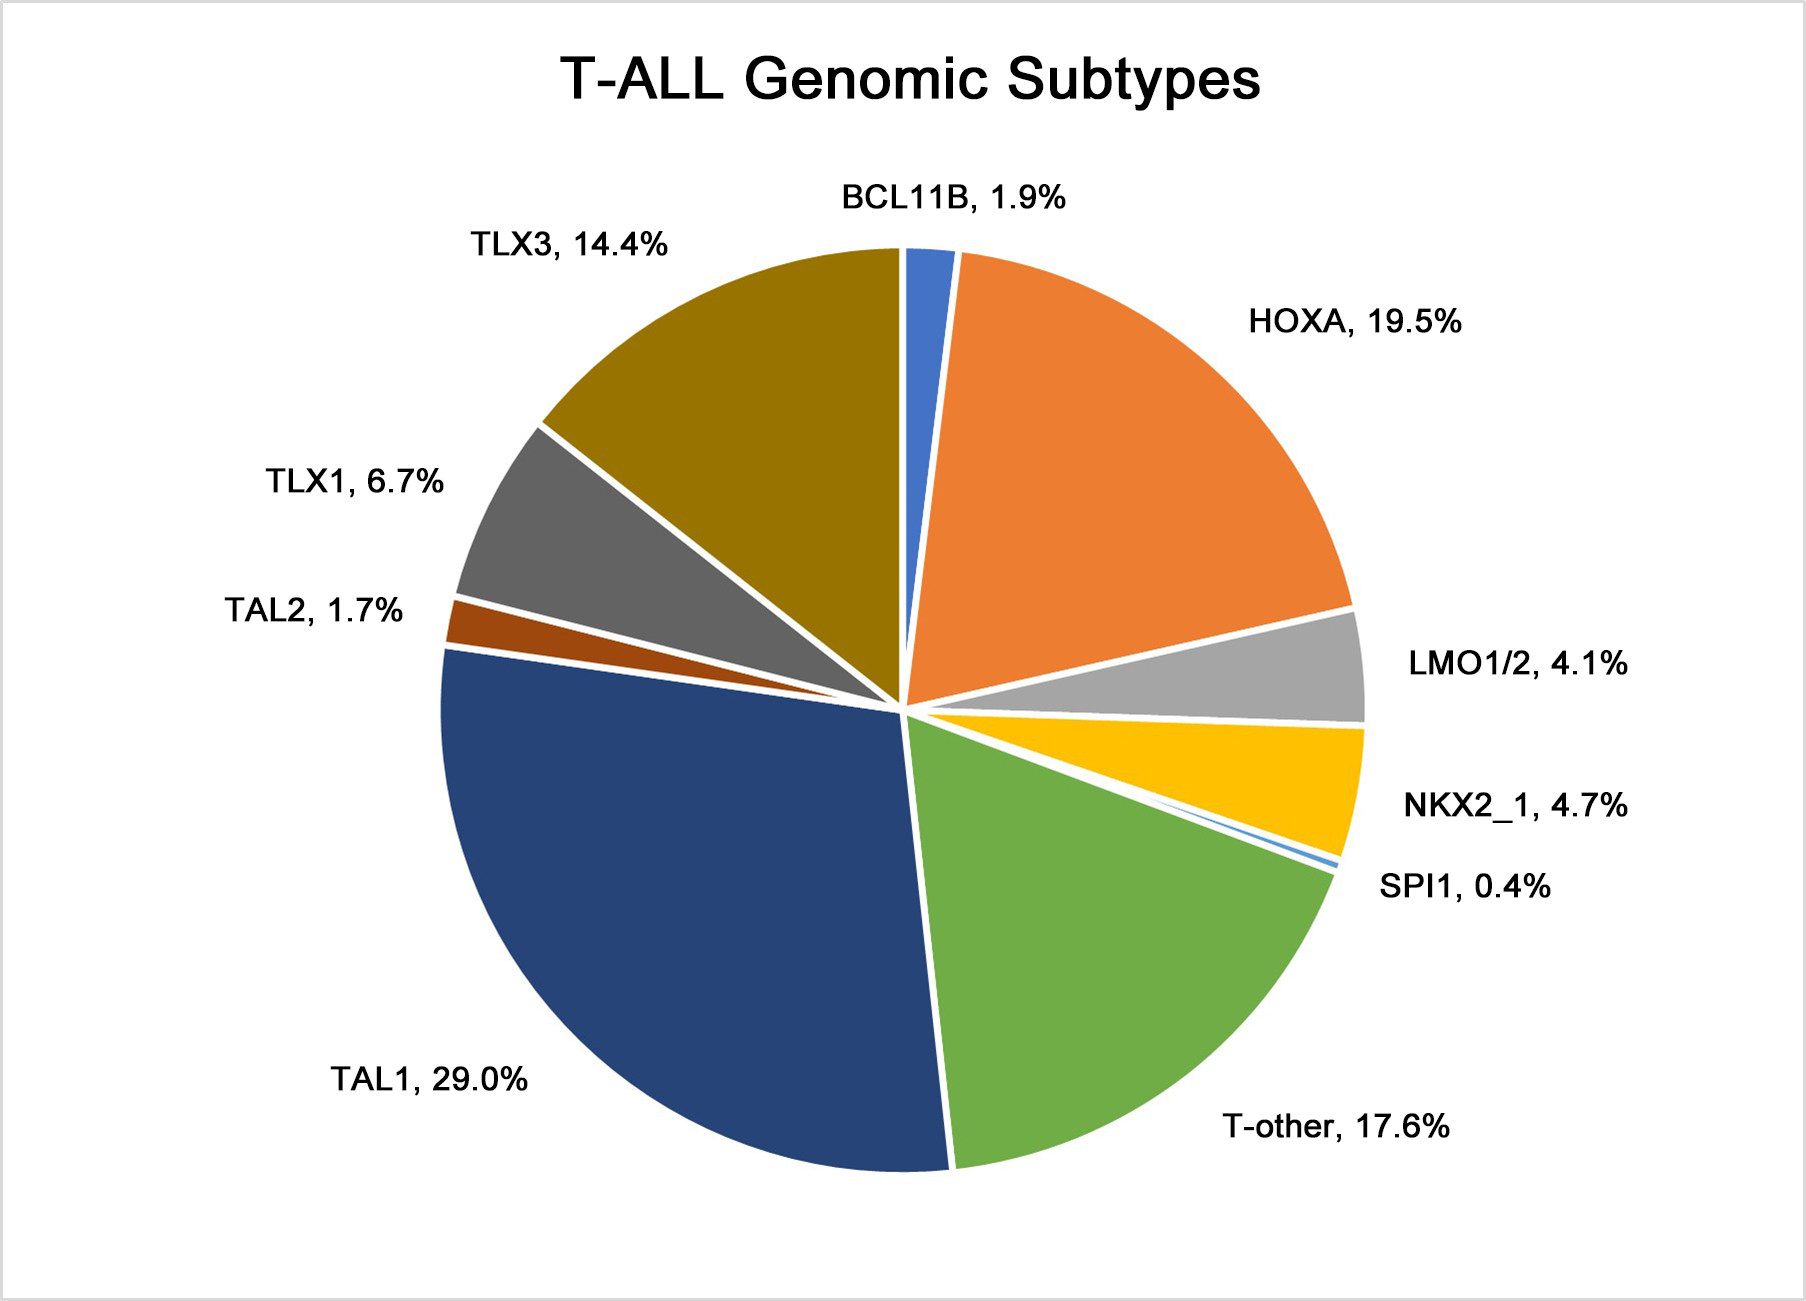 T-ALL Genomic Subtypes
BCL11B, 1.9%
TLX3, 14.4%
HOXA, 19.5%
TLX1, 6.7%
TAL2, 1.7%
LMO1/2, 4.1%
NKX2_1, 4.7%
SPI1, 0.4%
TAL1, 29.0%
T-other, 17.6%